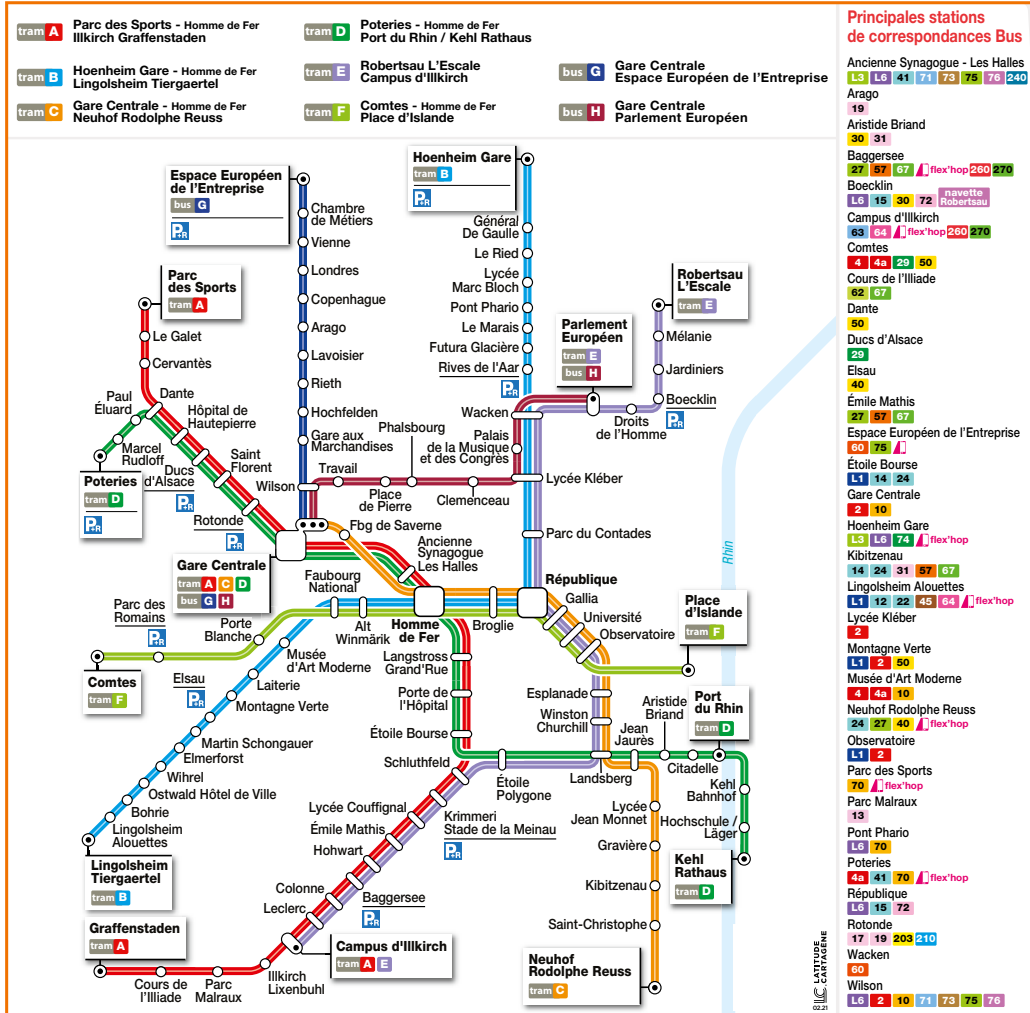 tram A Parc des Sports - Homme de Fer
Illkirch Graffenstaden
tram B Hoenheim Gare - Homme de Fer
Lingolsheim Tiergaertel
tram C Gare Centrale - Homme de Fer
Neuhof Rodolphe Reuss
tram D Poteries - Homme de Fer
Port du Rhin / Kehl Rathaus
tram E Robertsau L'Escale
Campus d'Illkirch
tram F Comtes - Homme de Fer
Place d'Islande
bus G Gare Centrale
Espace Européen de l'Entreprise
bus H Gare Centrale
Parlement Européen
Espace Européen
de l'Entreprise
bus G
P+R
Chambre
de Métiers
Vienne
Londres
Copenhague
Arago
Lavoisier
Rieth
Hochfelden
Gare aux
Marchandises
Wilson
Hoenheim Gare
tram B
P+R
Général
De Gaulle
Le Ried
Lycée
Marc Bloch
Pont Phario
Le Marais
Futura Glacière
Rives de l'Aar
P+R
Wacken
Palais
de la Musique
et des Congrès
Lycée Kléber
Parc du Contades
Parlement
Européen
tram E
bus H
Robertsau
L'Escale
tram E
Mélanie
Jardiniers
Boecklin
P+R
Droits
de l'Homme
Parc
des Sports
tram A
Le Galet
Cervantès
Dante
Paul
Éluard
Marcel
Rudloff
Poteries
tram D
P+R
Hôpital de
Hautepierre
Ducs
d'Alsace
P+R
Saint
Florent
Rotonde
P+R
Travail
Phalsbourg
Place
de Pierre
Clemenceau
Fbg de Saverne
Ancienne
Synagogue
Les Halles
Gare Centrale
tram A C D
bus G H
Faubourg
National
République
Gallia
Université
Observatoire
Place
d'Islande
tram F
Parc des
Romains
P+R
Porte
Blanche
Alt
Winmärik
Homme
de Fer
Broglie
Musée
d'Art Moderne
Comtes
tram F
Elsau
P+R
Laiterie
Montagne Verte
Martin Schongauer
Elmerforst
Wihrel
Ostwald Hôtel de Ville
Bohrie
Lingolsheim
Alouettes
Lingolsheim
Tiergaertel
tram B
Langstross
Grand'Rue
Porte de
l'Hôpital
Étoile Bourse
Schluthfeld
Étoile
Polygone
Esplanade
Winston
Churchill
Landsberg
Jean
Jaurès
Aristide
Briand
Citadelle
Port
du Rhin
tram D
Kehl
Bahnhof
Hochschule /
Läger
Kehl
Rathaus
tram D
Lycée Couffignal
Émile Mathis
Hohwart
Krimmeri
Stade de la Meinau
P+R
Baggersee
P+R
Colonne
Leclerc
Campus d'Illkirch
tram A E
Graffenstaden
tram A
Cours de
l'Illiade
Parc
Malraux
Illkirch
Lixenbuhl
Lycée
Jean Monnet
Gravière
Kibitzenau
Saint-Christophe
Neuhof
Rodolphe Reuss
tram C
Rhin
LATITUDE
CARTAGÈNE
02.21
Principales stations
de correspondances Bus
Ancienne Synagogue - Les Halles
L3 L6 41 71 73 75 76 240
Arago
19
Aristide Briand
30 31
Baggersee
27 57 67 flex'hop 260 270
Boecklin
L6 15 30 72 navette Robertsau
Campus d'Illkirch
63 64 flex'hop 260 270
Comtes
4 4a 29 50
Cours de l'Illiade
62 67
Dante
50
Ducs d'Alsace
29
Elsau
40
Émile Mathis
27 57 67
Espace Européen de l'Entreprise
60 75
Étoile Bourse
L1 14 24
Gare Centrale
2 10
Hoenheim Gare
L3 L6 74 flex'hop
Kibitzenau
14 24 31 57 67
Lingolsheim Alouettes
L1 12 22 45 64 flex'hop
Lycée Kléber
2
Montagne Verte
L1 2 50
Musée d'Art Moderne
4 4a 10
Neuhof Rodolphe Reuss
24 27 40 flex'hop
Observatoire
L1 2
Parc des Sports
70 flex'hop
Parc Malraux
13
Pont Phario
L6 70
Poteries
4a 41 70 flex'hop
République
L6 15 72
Rotonde
17 19 203 210
Wacken
60
Wilson
L6 2 10 71 73 75 76